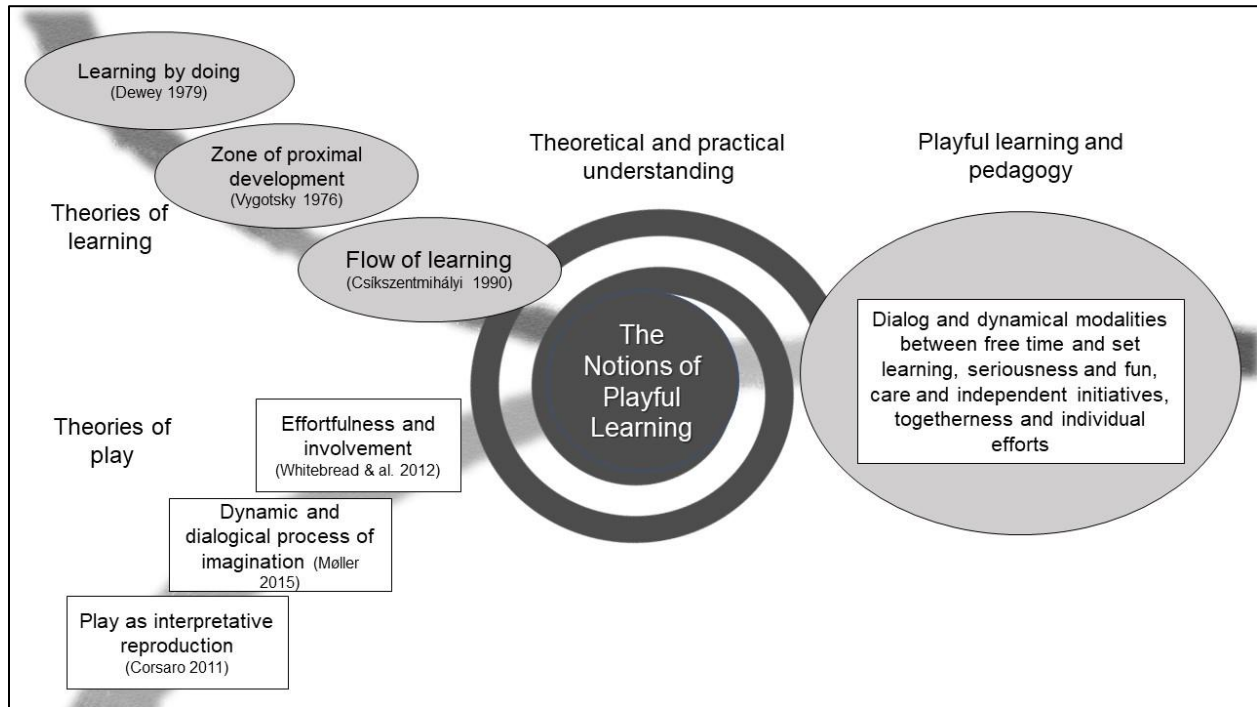 Learning by doing
(Dewey 1979)
Zone of proximal
development
(Vygotsky 1976)
Theories of
learning
Flow of learning
(Csíkszentmihályi 1990)
Theories of
play
Effortfulness and
involvement
(Whitebread & al. 2012)
Dynamic and
dialogical process of
imagination (Møller
2015)
Play as interpretative
reproduction
(Corsaro 2011)
Theoretical and practical
understanding
The
Notions of
Playful
Learning
Playful learning and
pedagogy
Dialog and dynamical modalities
between free time and set
learning, seriousness and fun,
care and independent initiatives,
togetherness and individual
efforts